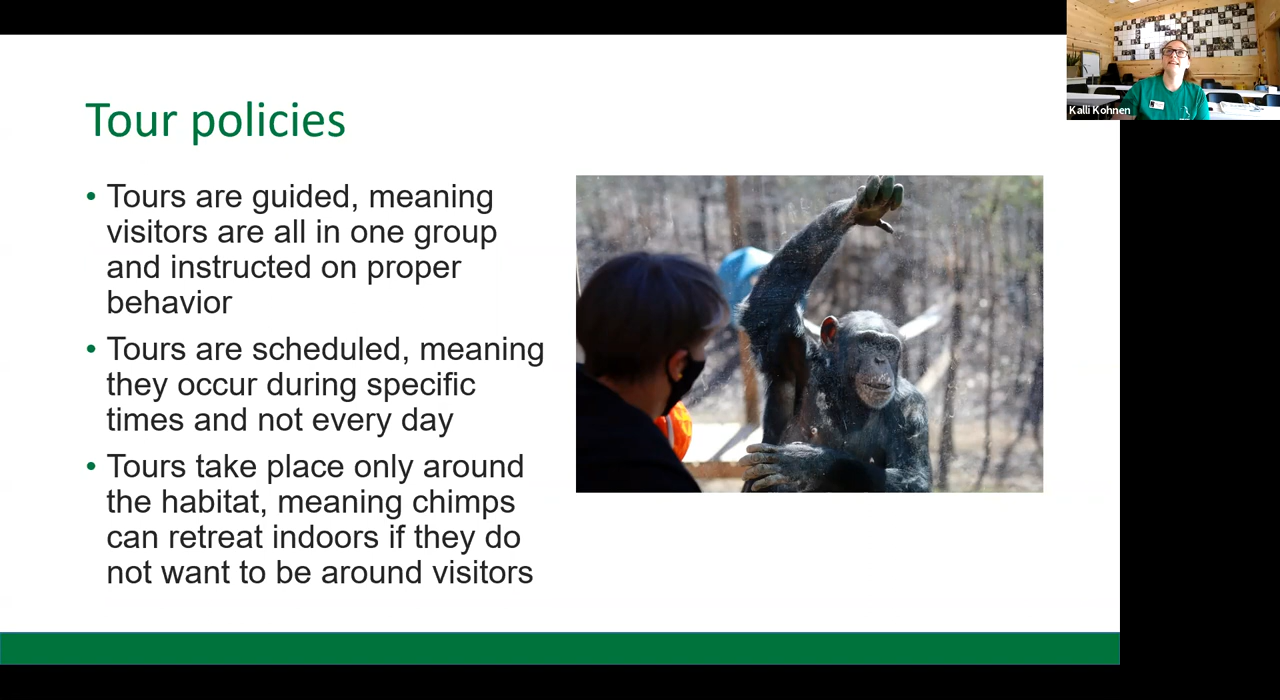 Tour policies
• Tours are guided, meaning
visitors are all in one group
and instructed on proper
behavior
• Tours are scheduled, meaning
they occur during specific
times and not every day
• Tours take place only around
the habitat, meaning chimps
can retreat indoors if they do
not want to be around visitors
Kalli Kohnen